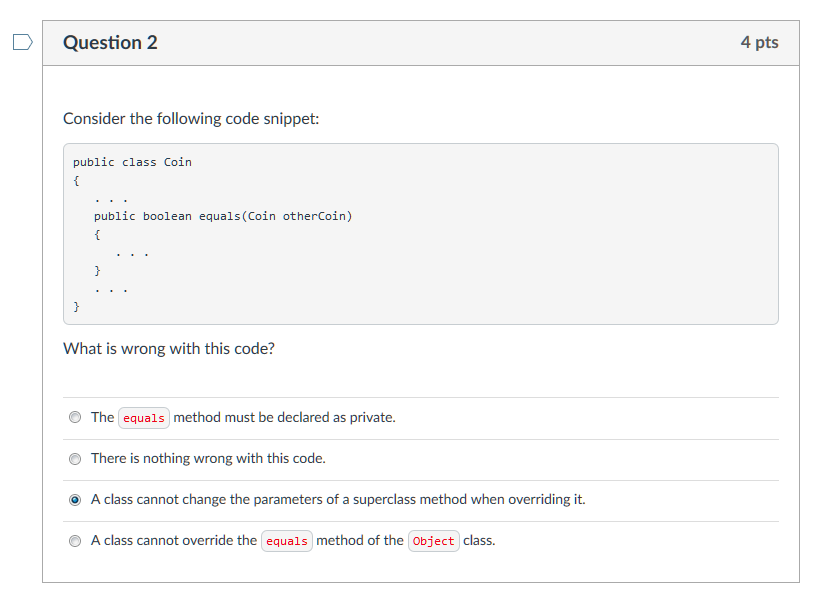 Question 2 4 pts
Consider the following code snippet:
public class Coin
{
. . .
public boolean equals(Coin otherCoin)
{
. . .
}
. . .
}
What is wrong with this code?
The equals method must be declared as private.
There is nothing wrong with this code.
A class cannot change the parameters of a superclass method when overriding it.
A class cannot override the equals method of the Object class.